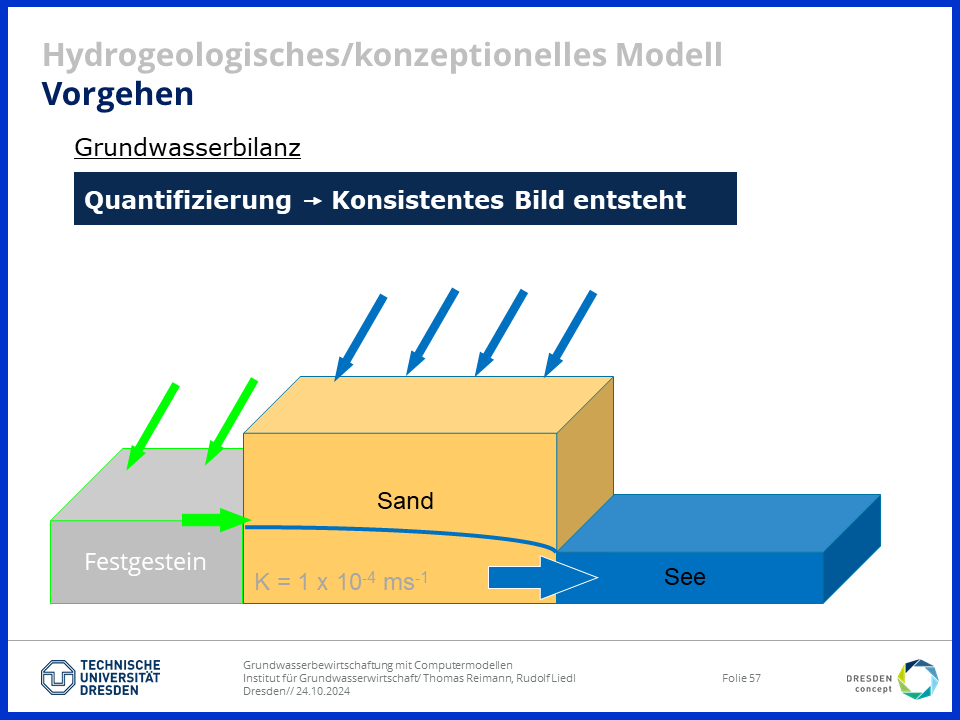 Hydrogeologisches/konzeptionelles Modell
Vorgehen
Grundwasserbilanz
Quantifizierung → Konsistentes Bild entsteht
Sand
Festgestein
K = 1 x 10⁻⁴ ms⁻¹
See
TECHNISCHE
UNIVERSITÄT
DRESDEN
Grundwasserbewirtschaftung mit Computermodellen
Institut für Grundwasserwirtschaft/ Thomas Reimann, Rudolf Liedl
Dresden// 24.10.2024
Folie 57
DRESDEN
concept